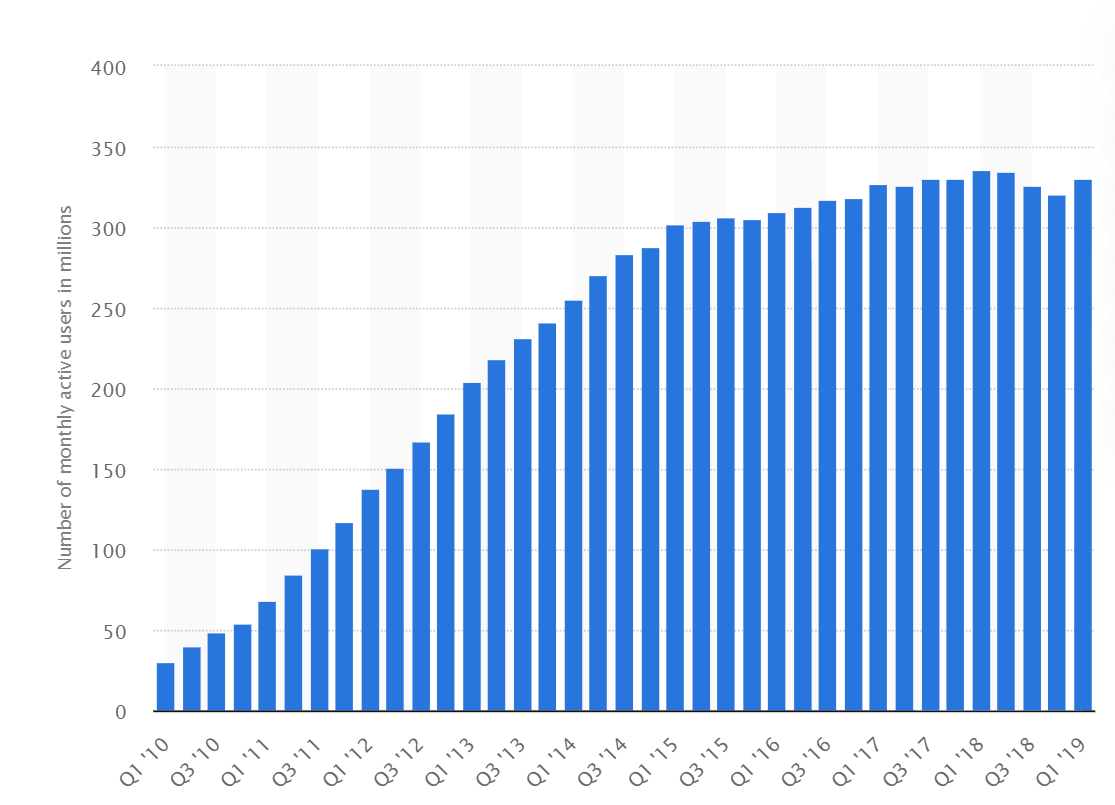 400
350
300
250
200
150
100
50
0
Number of monthly active users in millions
Q1 '10
Q3 '10
Q1 '11
Q3 '11
Q1 '12
Q3 '12
Q1 '13
Q3 '13
Q1 '14
Q3 '14
Q1 '15
Q3 '15
Q1 '16
Q3 '16
Q1 '17
Q3 '17
Q1 '18
Q3 '18
Q1 '19